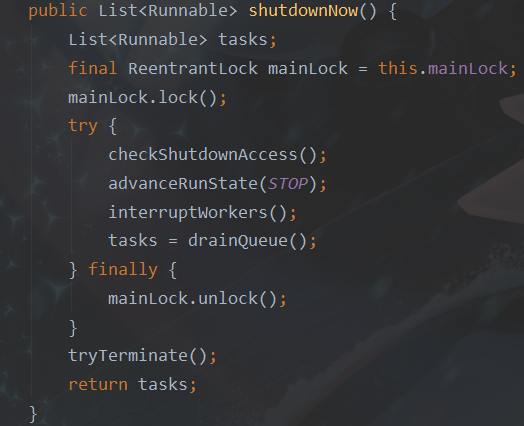 public List<Runnable> shutdownNow() {
    List<Runnable> tasks;
    final ReentrantLock mainLock = this.mainLock;
    mainLock.lock();
    try {
        checkShutdownAccess();
        advanceRunState(STOP);
        interruptWorkers();
        tasks = drainQueue();
    } finally {
        mainLock.unlock();
    }
    tryTerminate();
    return tasks;
}